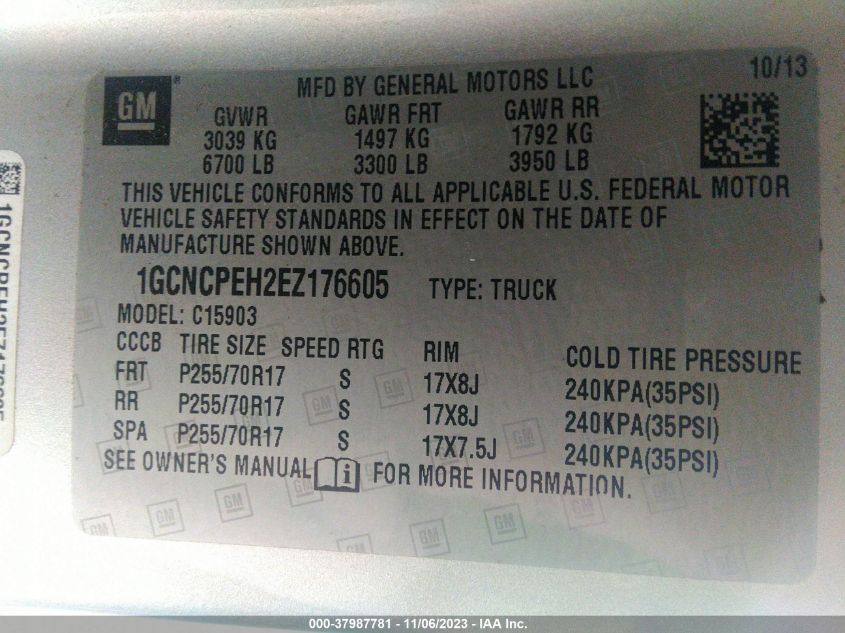 GM
MFD BY GENERAL MOTORS LLC
10/13
GVWR GAWR FRT GAWR RR
3039 KG 1497 KG 1792 KG
6700 LB 3300 LB 3950 LB
THIS VEHICLE CONFORMS TO ALL APPLICABLE U.S. FEDERAL MOTOR
VEHICLE SAFETY STANDARDS IN EFFECT ON THE DATE OF
MANUFACTURE SHOWN ABOVE.
1GCNCPEH2EZ176605 TYPE: TRUCK
MODEL: C15903
CCCB TIRE SIZE SPEED RTG RIM COLD TIRE PRESSURE
FRT P255/70R17 S 17X8J 240KPA(35PSI)
RR P255/70R17 S 17X8J 240KPA(35PSI)
SPA P255/70R17 S 17X7.5J 240KPA(35PSI)
SEE OWNER'S MANUAL i FOR MORE INFORMATION.
1GCNCPEH2EZ176605
000-37987781 - 11/06/2023 - IAA Inc.